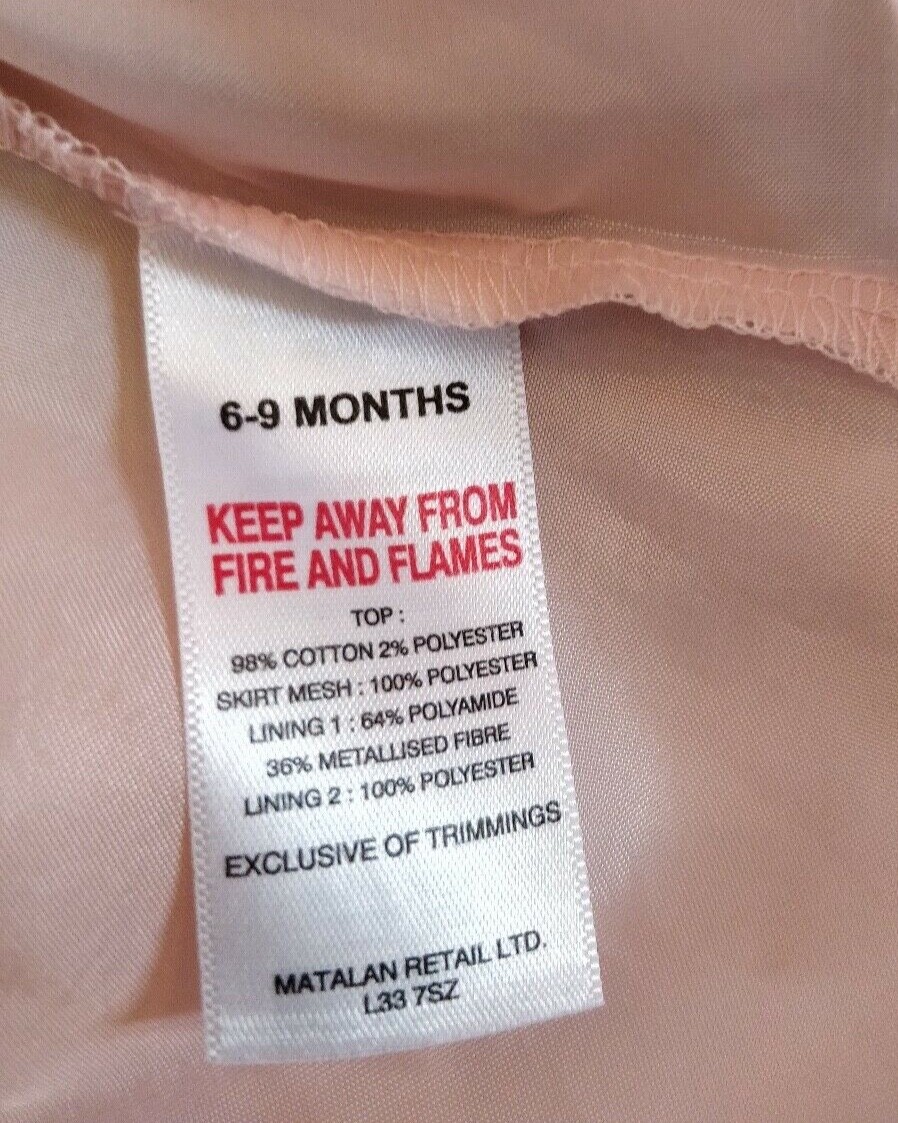 6-9 MONTHS
KEEP AWAY FROM
FIRE AND FLAMES
TOP :
98% COTTON 2% POLYESTER
SKIRT MESH : 100% POLYESTER
LINING 1 : 64% POLYAMIDE
36% METALLISED FIBRE
LINING 2 : 100% POLYESTER
EXCLUSIVE OF TRIMMINGS
MATALAN RETAIL LTD.
L33 7SZ